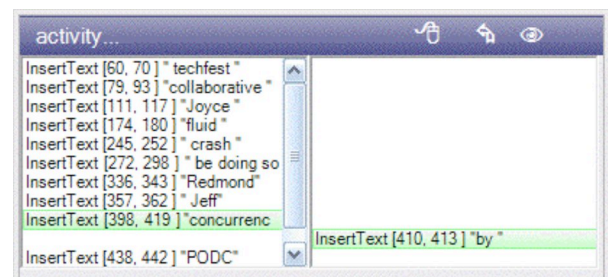 activity...
InsertText [60, 70 ] " techfest "
InsertText [79, 93 ] "collaborative "
InsertText [111, 117 ] "Joyce "
InsertText [174, 180 ] "fluid "
InsertText [245, 252 ] " crash "
InsertText [272, 298 ] " be doing so
InsertText [336, 343 ] "Redmond"
InsertText [357, 362 ] " Jeff"
InsertText [398, 419 ] "concurrenc
InsertText [410, 413 ] "by "
InsertText [438, 442 ] "PODC"